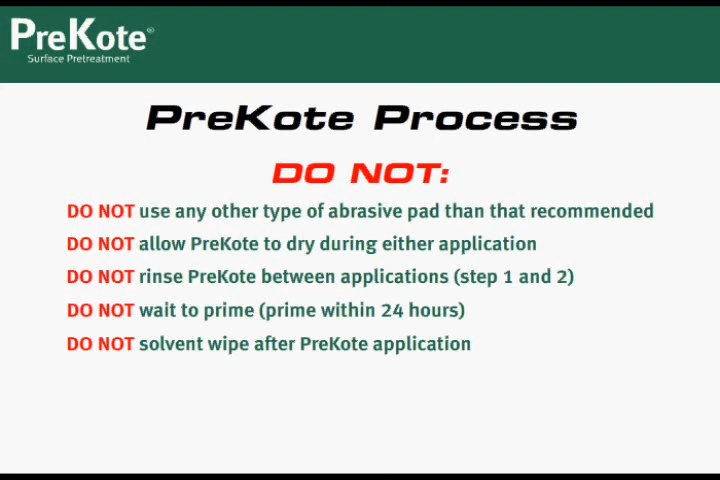 PreKote®
Surface Pretreatment
PreKote Process
DO NOT:
DO NOT use any other type of abrasive pad than that recommended
DO NOT allow PreKote to dry during either application
DO NOT rinse PreKote between applications (step 1 and 2)
DO NOT wait to prime (prime within 24 hours)
DO NOT solvent wipe after PreKote application